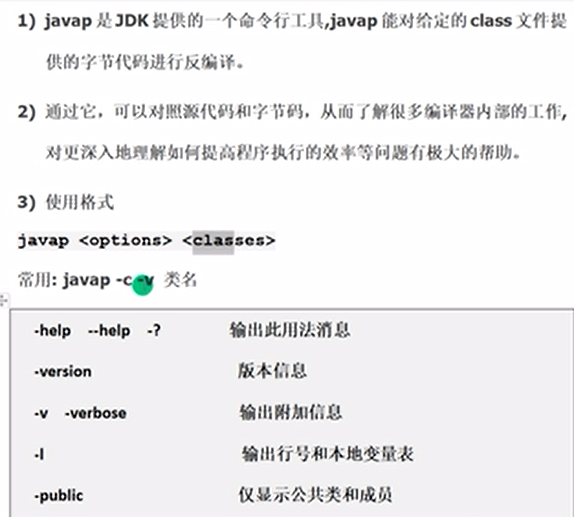 1) javap 是 JDK 提供的一个命令行工具,javap 能对给定的 class 文件提
供的字节代码进行反编译。
2) 通过它，可以对照源代码和字节码，从而了解很多编译器内部的工作,
对更深入地理解如何提高程序执行的效率等问题有极大的帮助。
3) 使用格式
javap <options> <classes>
常用: javap -c -v 类名
-help --help -? 输出此用法消息
-version 版本信息
-v -verbose 输出附加信息
-l 输出行号和本地变量表
-public 仅显示公共类和成员